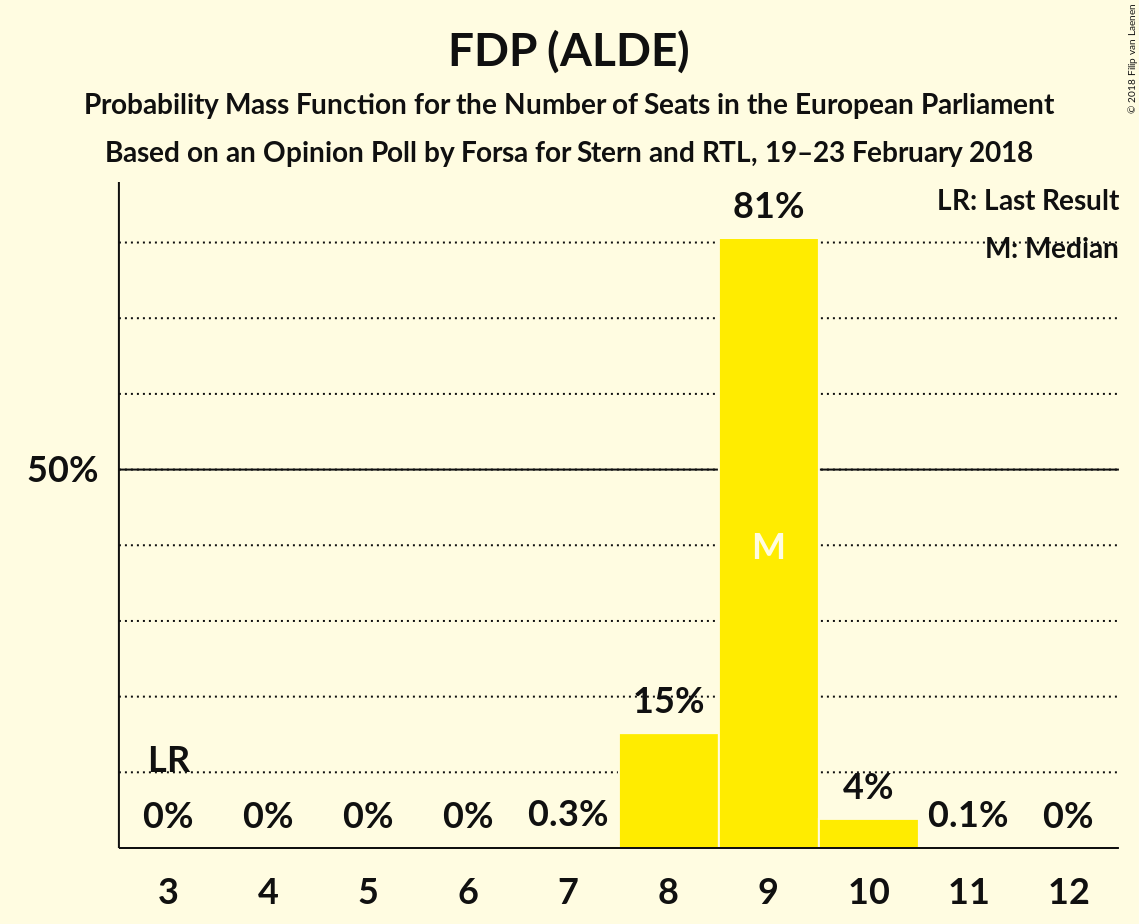 FDP (ALDE)
Probability Mass Function for the Number of Seats in the European Parliament
Based on an Opinion Poll by Forsa for Stern and RTL, 19–23 February 2018
© 2018 Filip van Laenen
LR: Last Result
M: Median
81%
50%
M
15%
LR
4%
0% 0% 0% 0% 0.3% 0.1% 0%
3 4 5 6 7 8 9 10 11 12